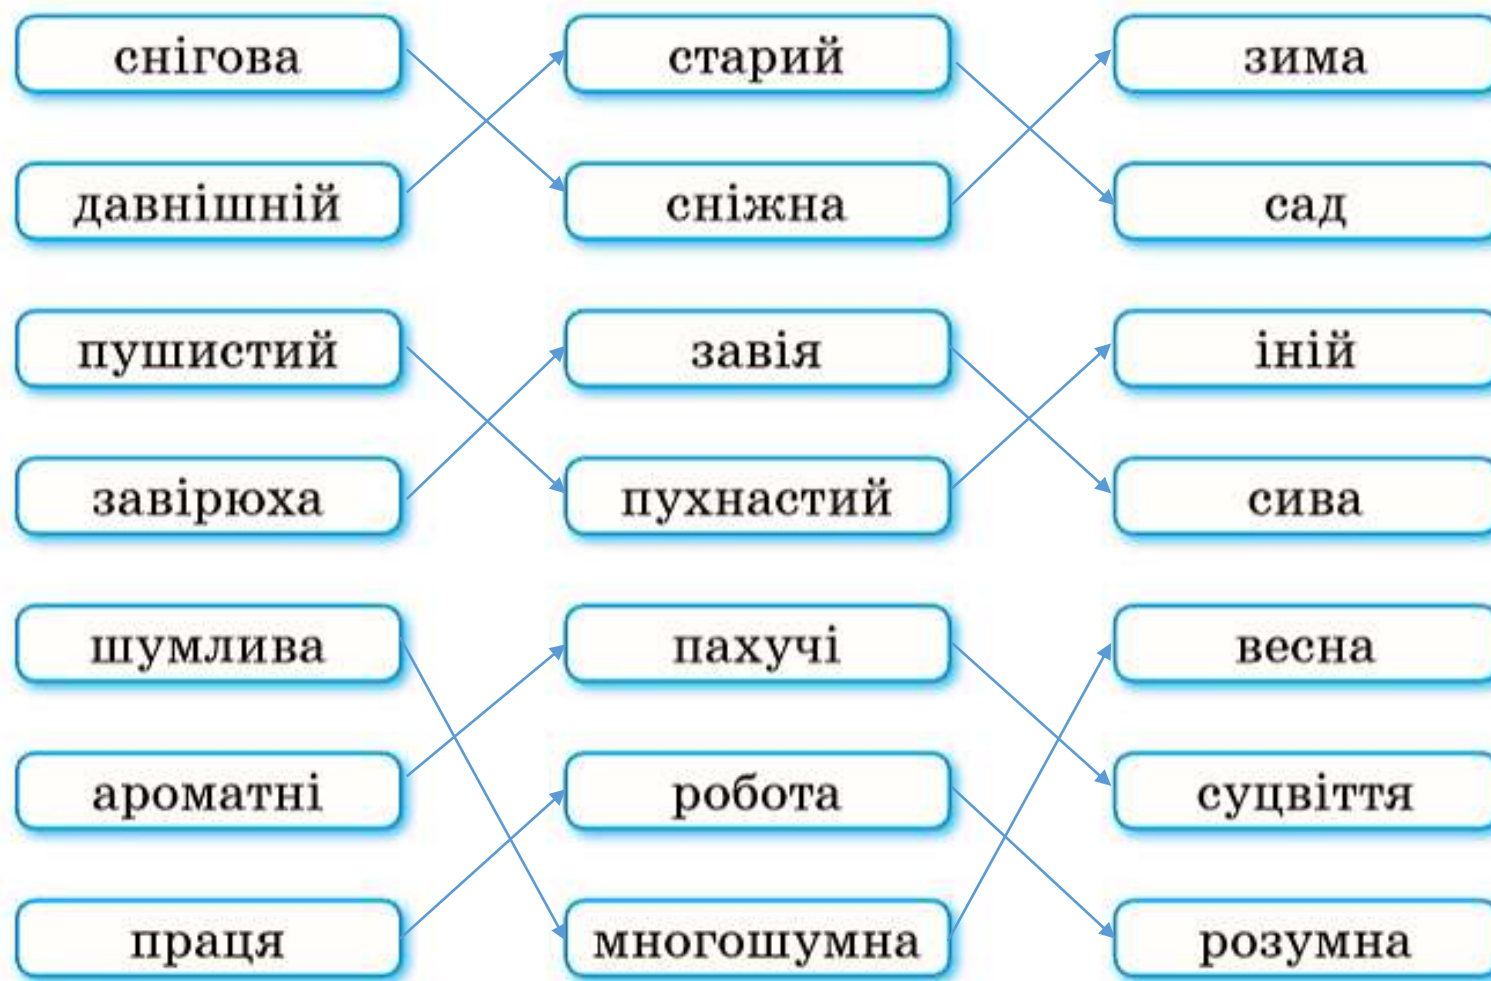 снігова старий зима
давнішній сніжна сад
пушистий завія іній
завірюха пухнастий сива
шумлива пахучі весна
ароматні робота суцвіття
праця многошумна розумна